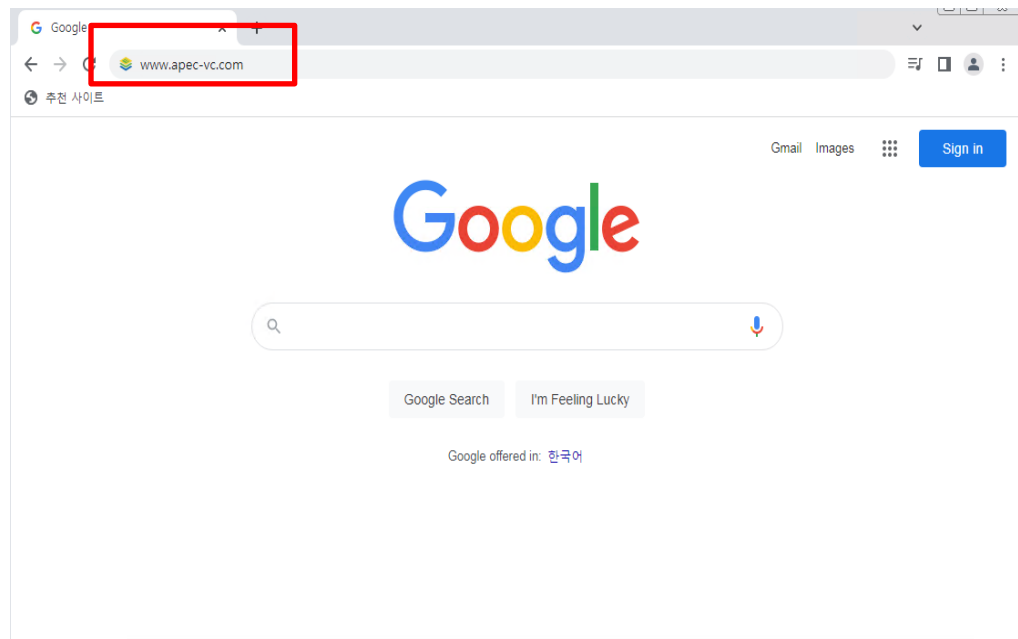 Google
www.apec-vc.com
추천 사이트
Gmail Images Sign in
Google
Google Search I'm Feeling Lucky
Google offered in: 한국어